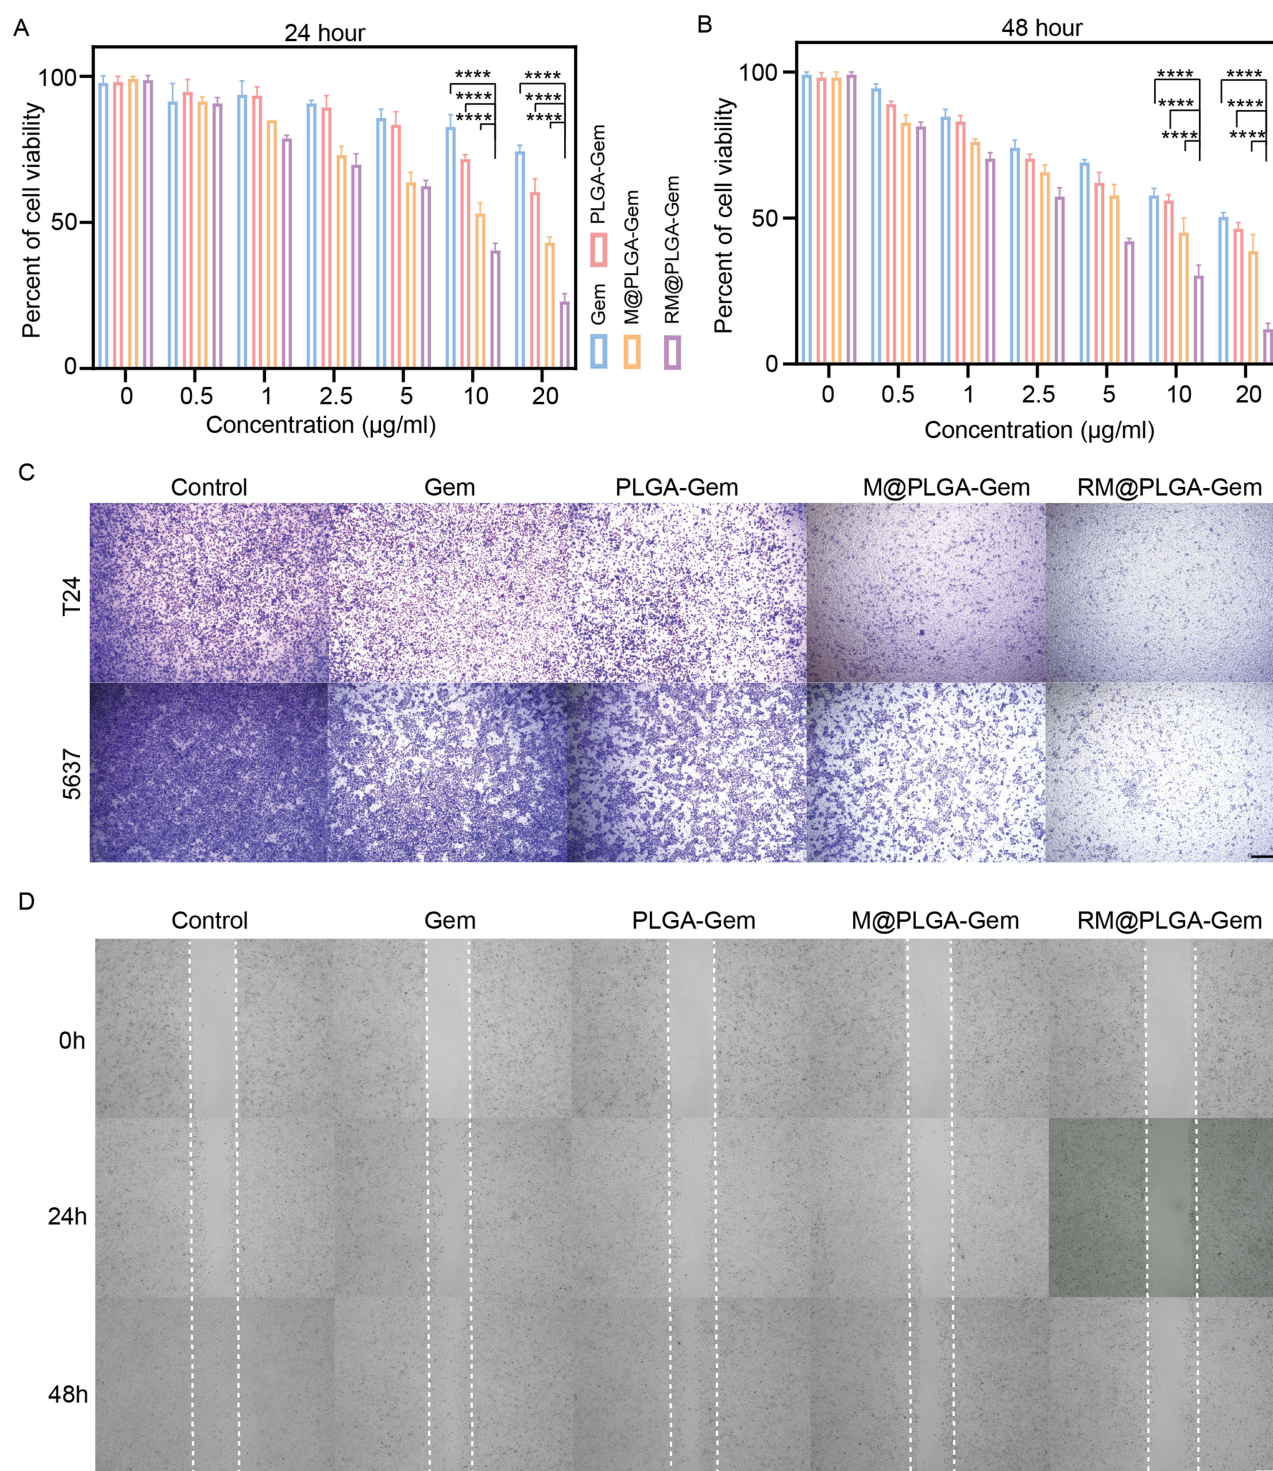 A
24 hour
Percent of cell viability
100
50
0
**** ****
**** ****
**** ****
0 0.5 1 2.5 5 10 20
Concentration (µg/ml)
Gem
PLGA-Gem
M@PLGA-Gem
RM@PLGA-Gem
B
48 hour
Percent of cell viability
100
50
0
**** ****
**** ****
**** ****
0 0.5 1 2.5 5 10 20
Concentration (µg/ml)
C
Control Gem PLGA-Gem M@PLGA-Gem RM@PLGA-Gem
T24
5637
D
Control Gem PLGA-Gem M@PLGA-Gem RM@PLGA-Gem
0h
24h
48h